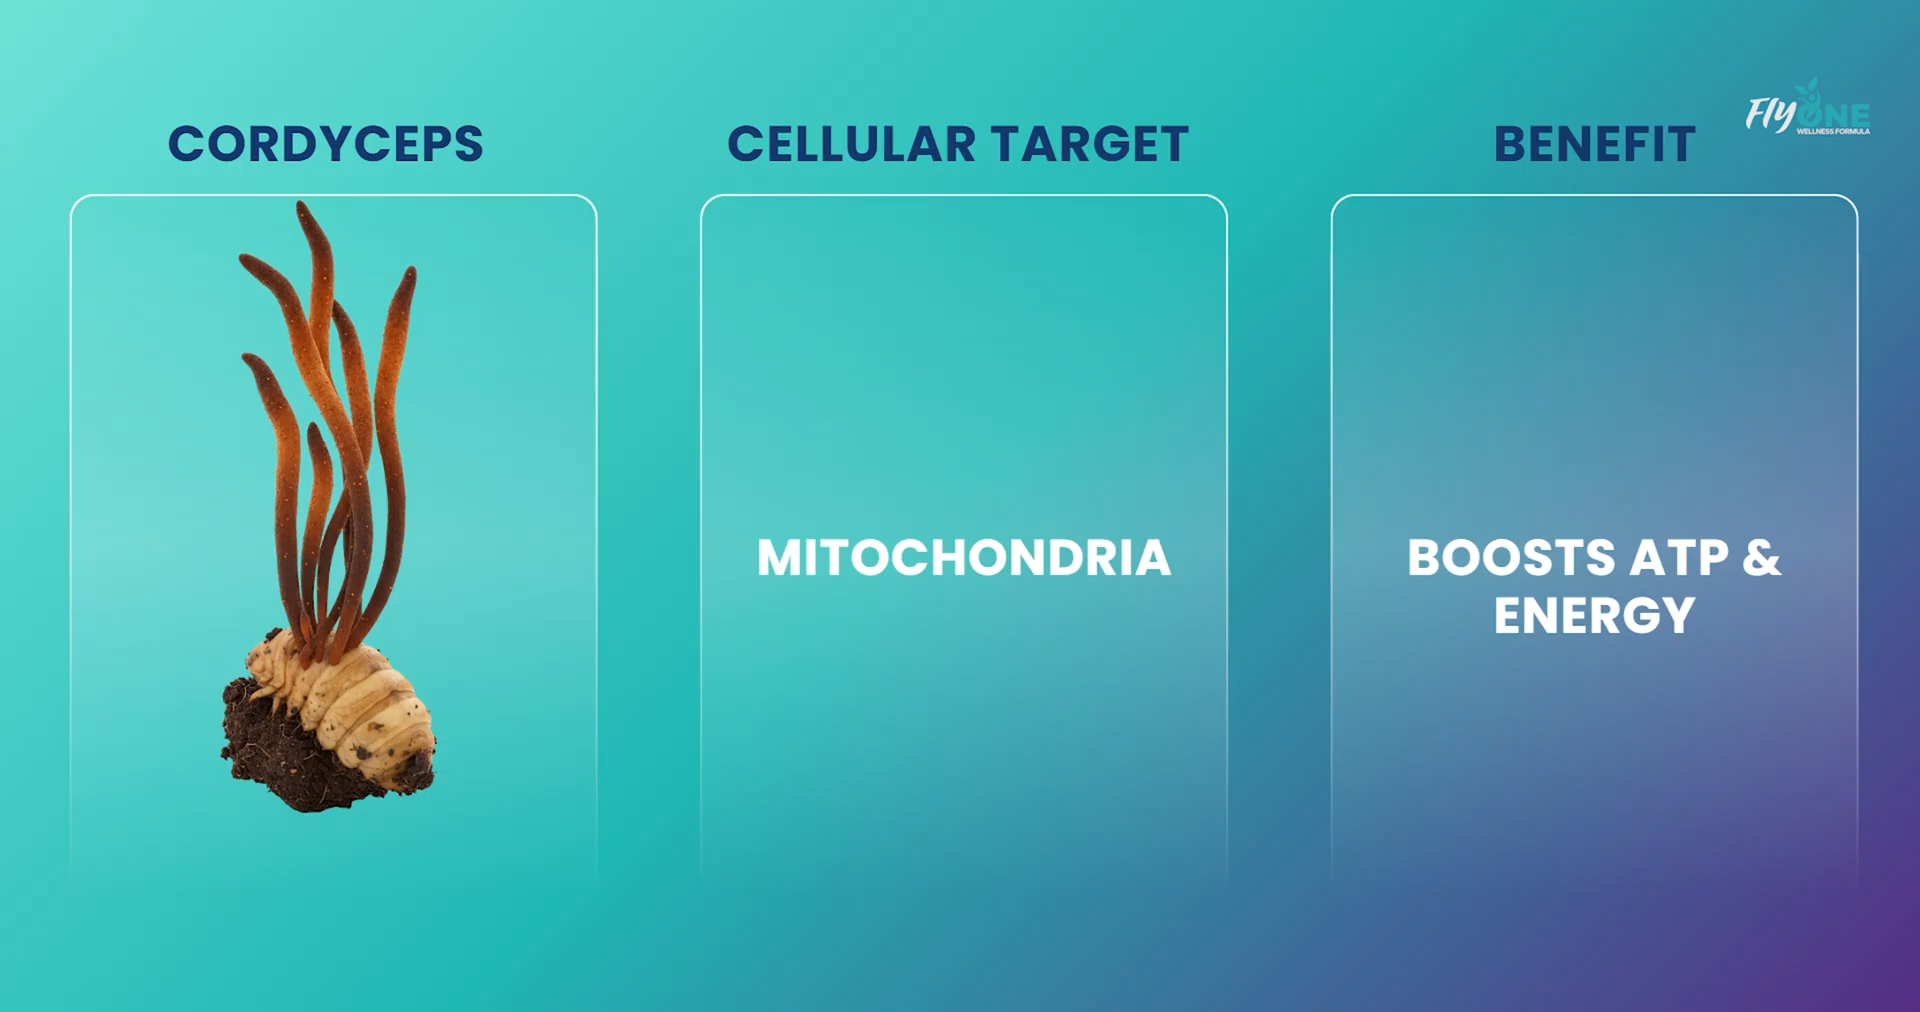 CORDYCEPS
CELLULAR TARGET
BENEFIT
FlyONE
WELLNESS FORMULA
MITOCHONDRIA
BOOSTS ATP &
ENERGY